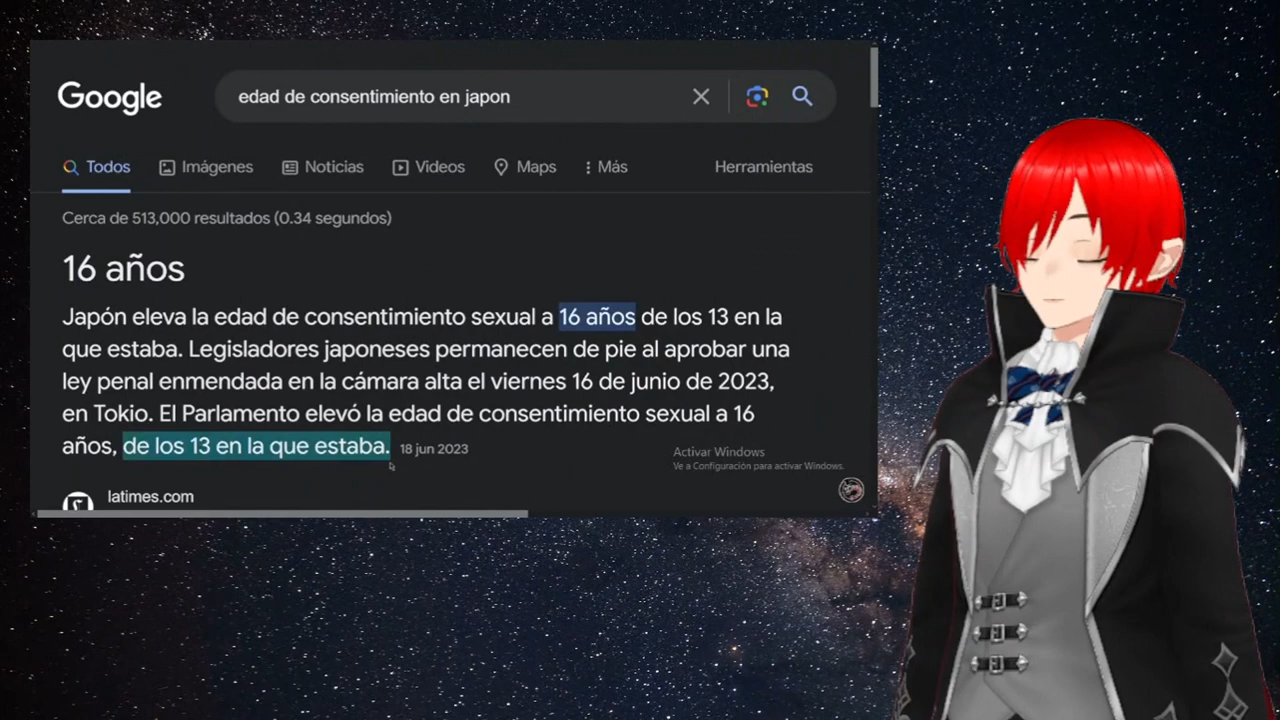 Google
edad de consentimiento en japon
Todos Imágenes Noticias Videos Maps Más Herramientas
Cerca de 513,000 resultados (0.34 segundos)
16 años
Japón eleva la edad de consentimiento sexual a 16 años de los 13 en la
que estaba. Legisladores japoneses permanecen de pie al aprobar una
ley penal enmendada en la cámara alta el viernes 16 de junio de 2023,
en Tokio. El Parlamento elevó la edad de consentimiento sexual a 16
años, de los 13 en la que estaba. 18 jun 2023
Activar Windows
Ve a Configuración para activar Windows.
latimes.com